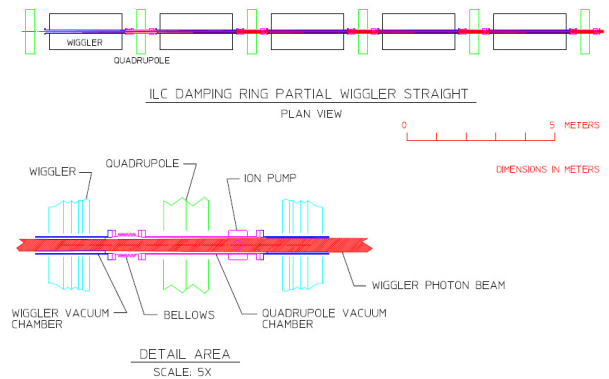 WIGGLER
QUADRUPOLE
ILC DAMPING RING PARTIAL WIGGLER STRAIGHT
PLAN VIEW
0 5 METERS
DIMENSIONS IN METERS
QUADRUPOLE
WIGGLER
ION PUMP
WIGGLER PHOTON BEAM
WIGGLER VACUUM
CHAMBER
BELLOWS
QUADRUPOLE VACUUM
CHAMBER
DETAIL AREA
SCALE: 5X